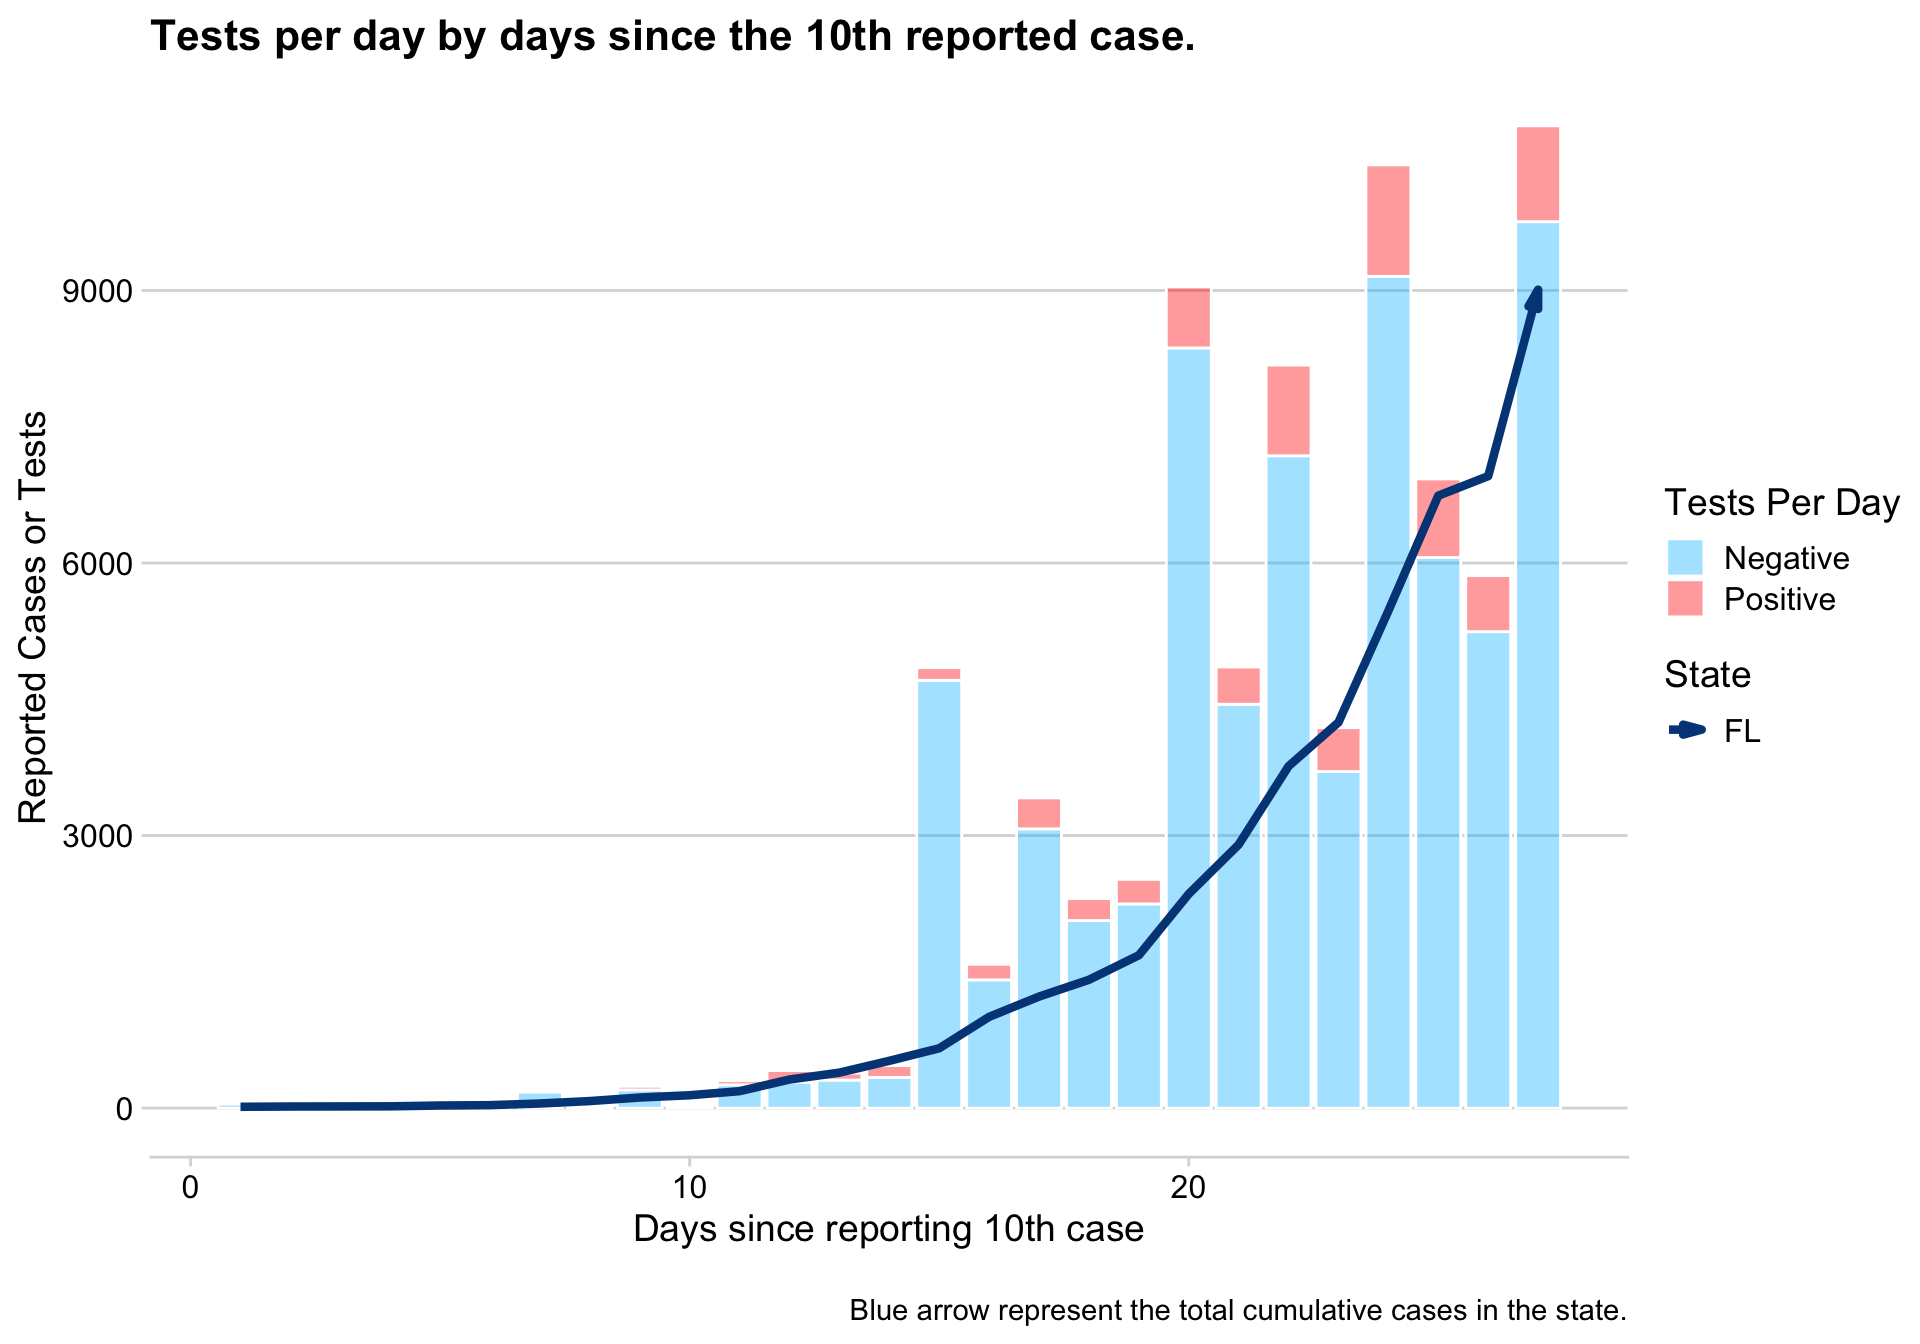 Tests per day by days since the 10th reported case.
Reported Cases or Tests
9000
6000
3000
0
0
10
20
Days since reporting 10th case
Tests Per Day
Negative
Positive
State
FL
Blue arrow represent the total cumulative cases in the state.